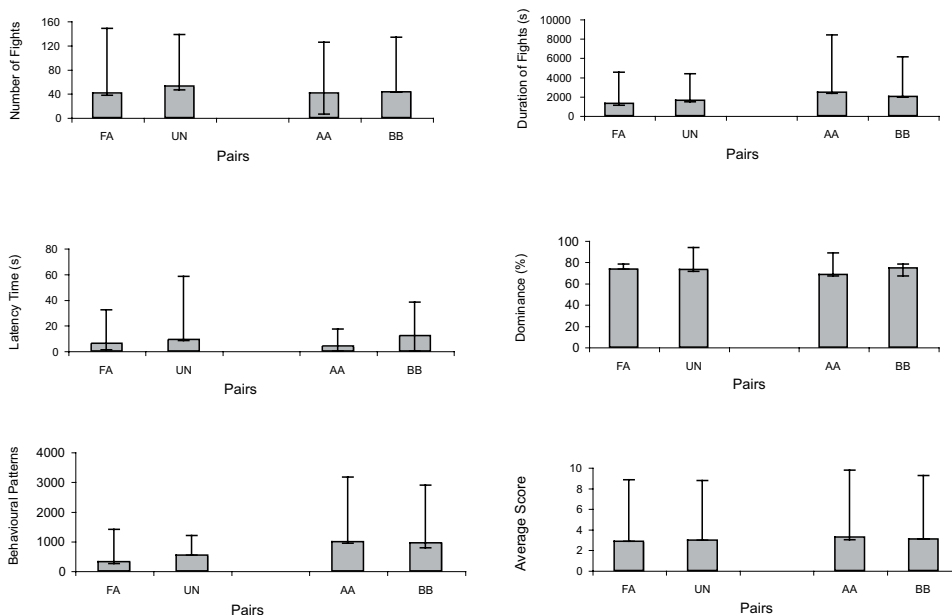 Number of Fights
160
120
80
40
0
FA UN AA BB
Pairs
Duration of Fights (s)
10000
8000
6000
4000
2000
0
FA UN AA BB
Pairs
Latency Time (s)
80
60
40
20
0
FA UN AA BB
Pairs
Dominance (%)
100
80
60
40
20
0
FA UN AA BB
Pairs
Behavioural Patterns
4000
3000
2000
1000
0
FA UN AA BB
Pairs
Average Score
10
8
6
4
2
0
FA UN AA BB
Pairs